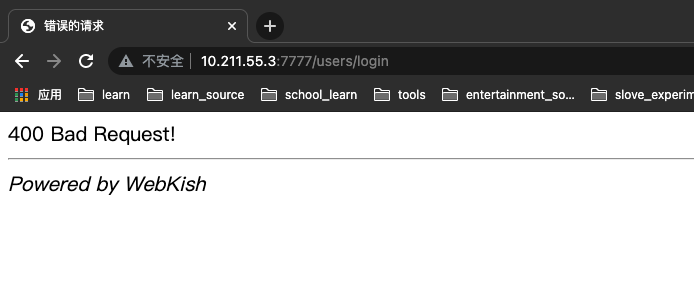 错误的请求
不安全 10.211.55.3:7777/users/login
应用 learn learn_source school_learn tools entertainment_so... slove_experim
400 Bad Request!
Powered by WebKish